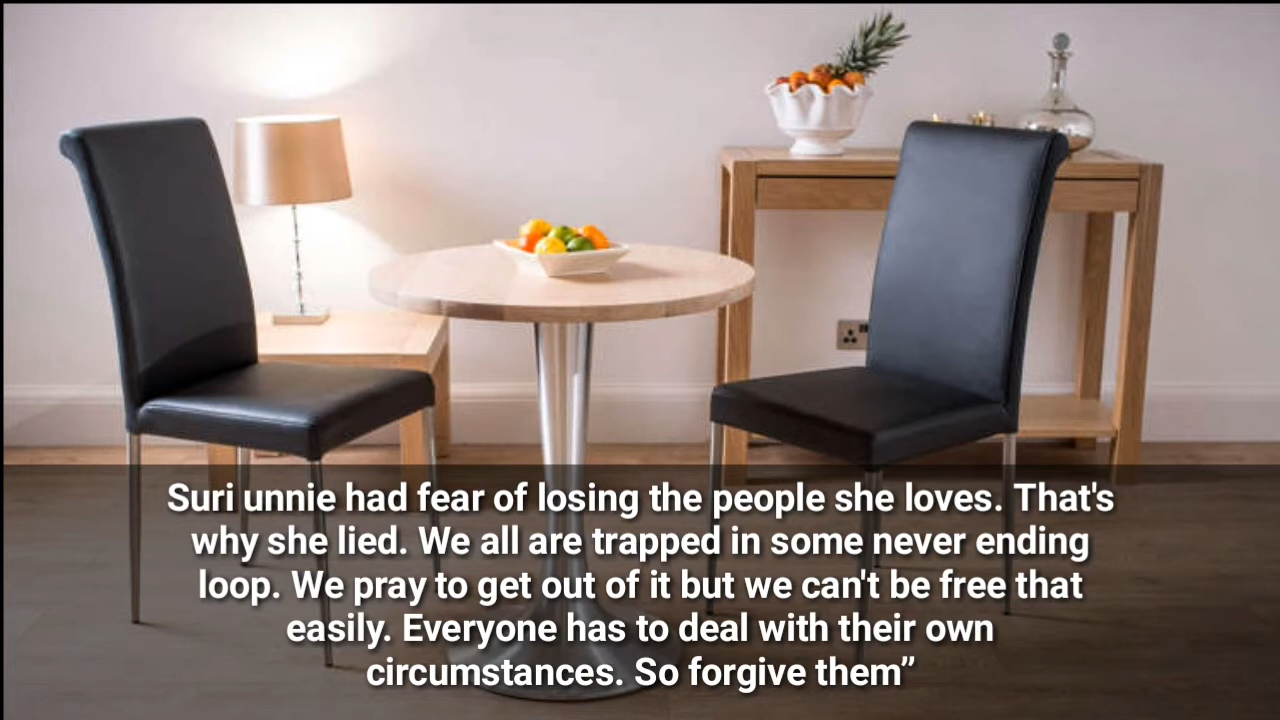 Suri unnie had fear of losing the people she loves. That's
why she lied. We all are trapped in some never ending
loop. We pray to get out of it but we can't be free that
easily. Everyone has to deal with their own
circumstances. So forgive them”